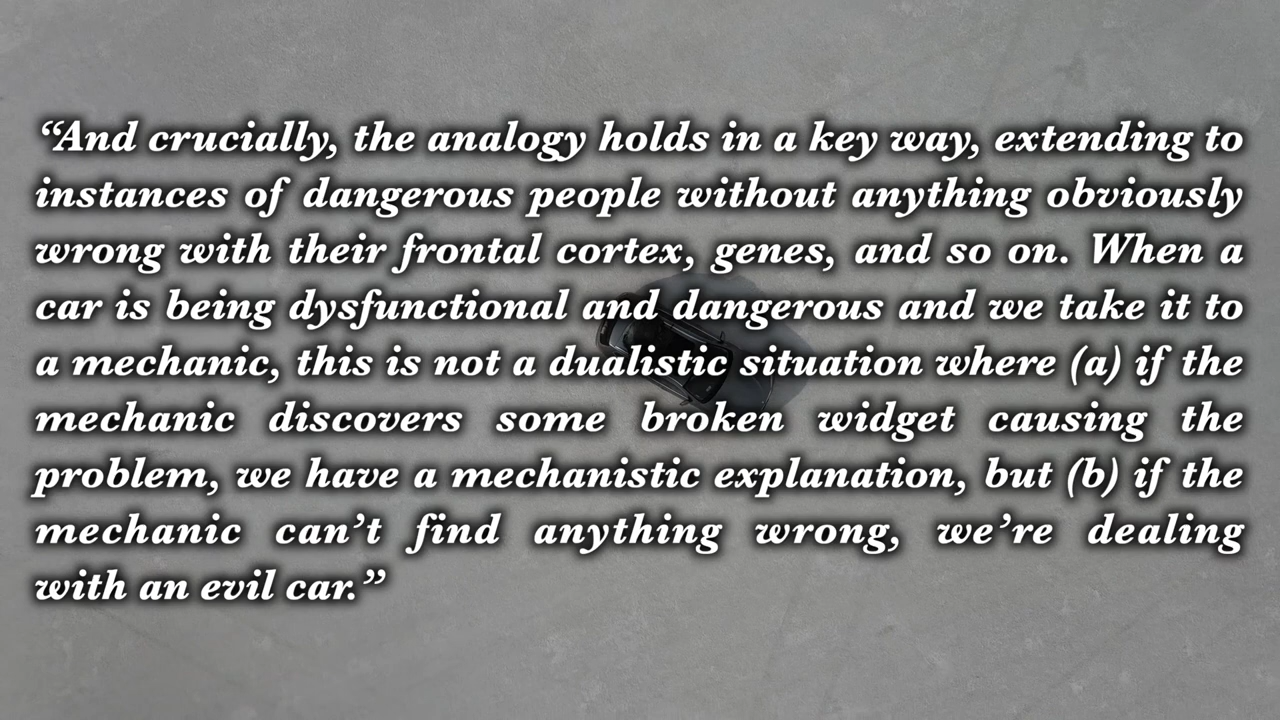 “And crucially, the analogy holds in a key way, extending to
instances of dangerous people without anything obviously
wrong with their frontal cortex, genes, and so on. When a
car is being dysfunctional and dangerous and we take it to
a mechanic, this is not a dualistic situation where (a) if the
mechanic discovers some broken widget causing the
problem, we have a mechanistic explanation, but (b) if the
mechanic can’t find anything wrong, we’re dealing
with an evil car.”